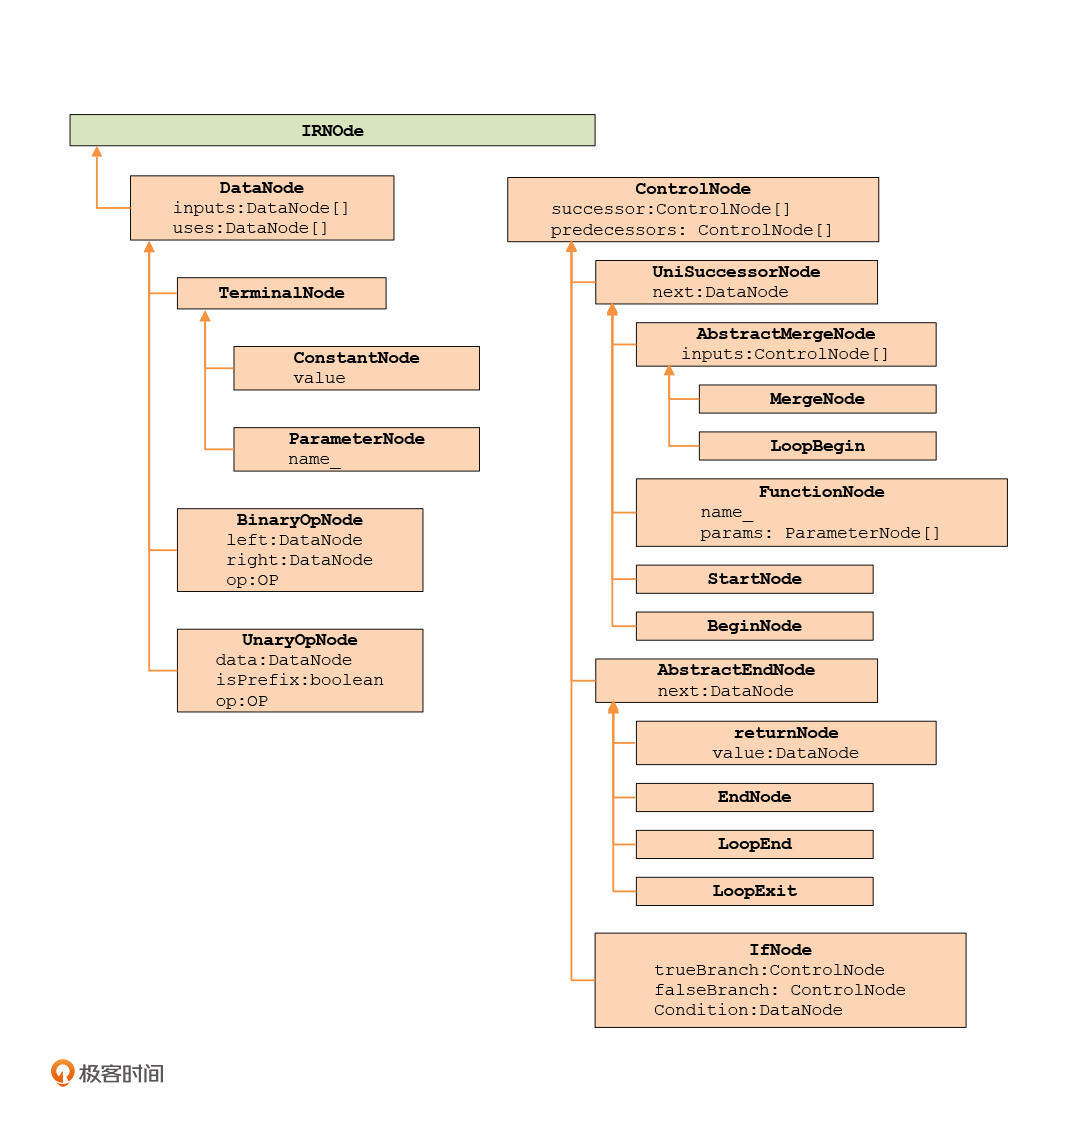 IRNOde
DataNode
inputs:DataNode[]
uses:DataNode[]
TerminalNode
ConstantNode
value
ParameterNode
name_
BinaryOpNode
left:DataNode
right:DataNode
op:OP
UnaryOpNode
data:DataNode
isPrefix:boolean
op:OP
ControlNode
successor:ControlNode[]
predecessors: ControlNode[]
UniSuccessorNode
next:DataNode
AbstractMergeNode
inputs:ControlNode[]
MergeNode
LoopBegin
FunctionNode
name_
params: ParameterNode[]
StartNode
BeginNode
AbstractEndNode
next:DataNode
returnNode
value:DataNode
EndNode
LoopEnd
LoopExit
IfNode
trueBranch:ControlNode
falseBranch: ControlNode
Condition:DataNode
极客时间